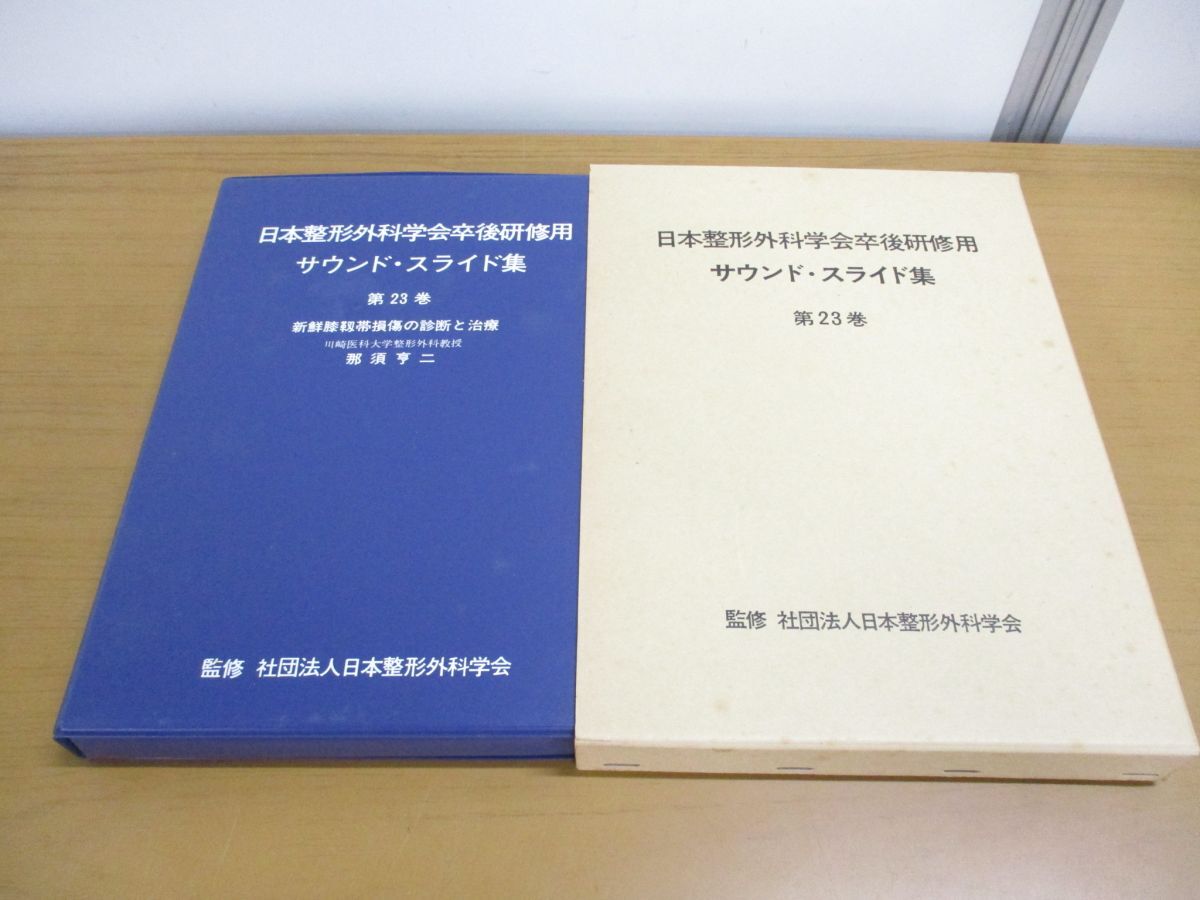 日本整形外科学会卒後研修用
サウンド・スライド集
第23巻
新鮮膝靱帯損傷の診断と治療
川崎医科大学整形外科教授
那須亨二
監修 社団法人日本整形外科学会
日本整形外科学会卒後研修用
サウンド・スライド集
第23巻
監修 社団法人日本整形外科学会